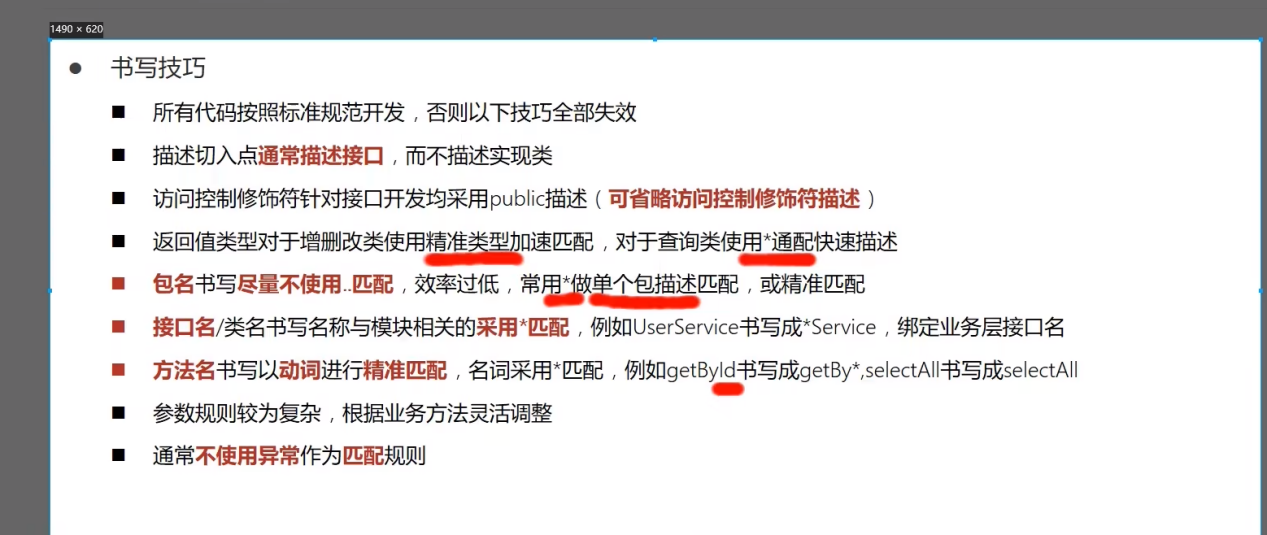 1490 × 620
● 书写技巧
■ 所有代码按照标准规范开发，否则以下技巧全部失效
■ 描述切入点通常描述接口，而不描述实现类
■ 访问控制修饰符针对接口开发均采用public描述（可省略访问控制修饰符描述）
■ 返回值类型对于增删改类使用精准类型加速匹配，对于查询类使用*通配快速描述
■ 包名书写尽量不使用..匹配，效率过低，常用*做单个包描述匹配，或精准匹配
■ 接口名/类名书写名称与模块相关的采用*匹配，例如UserService书写成*Service，绑定业务层接口名
■ 方法名书写以动词进行精准匹配，名词采用*匹配，例如getById书写成getBy*,selectAll书写成selectAll
■ 参数规则较为复杂，根据业务方法灵活调整
■ 通常不使用异常作为匹配规则